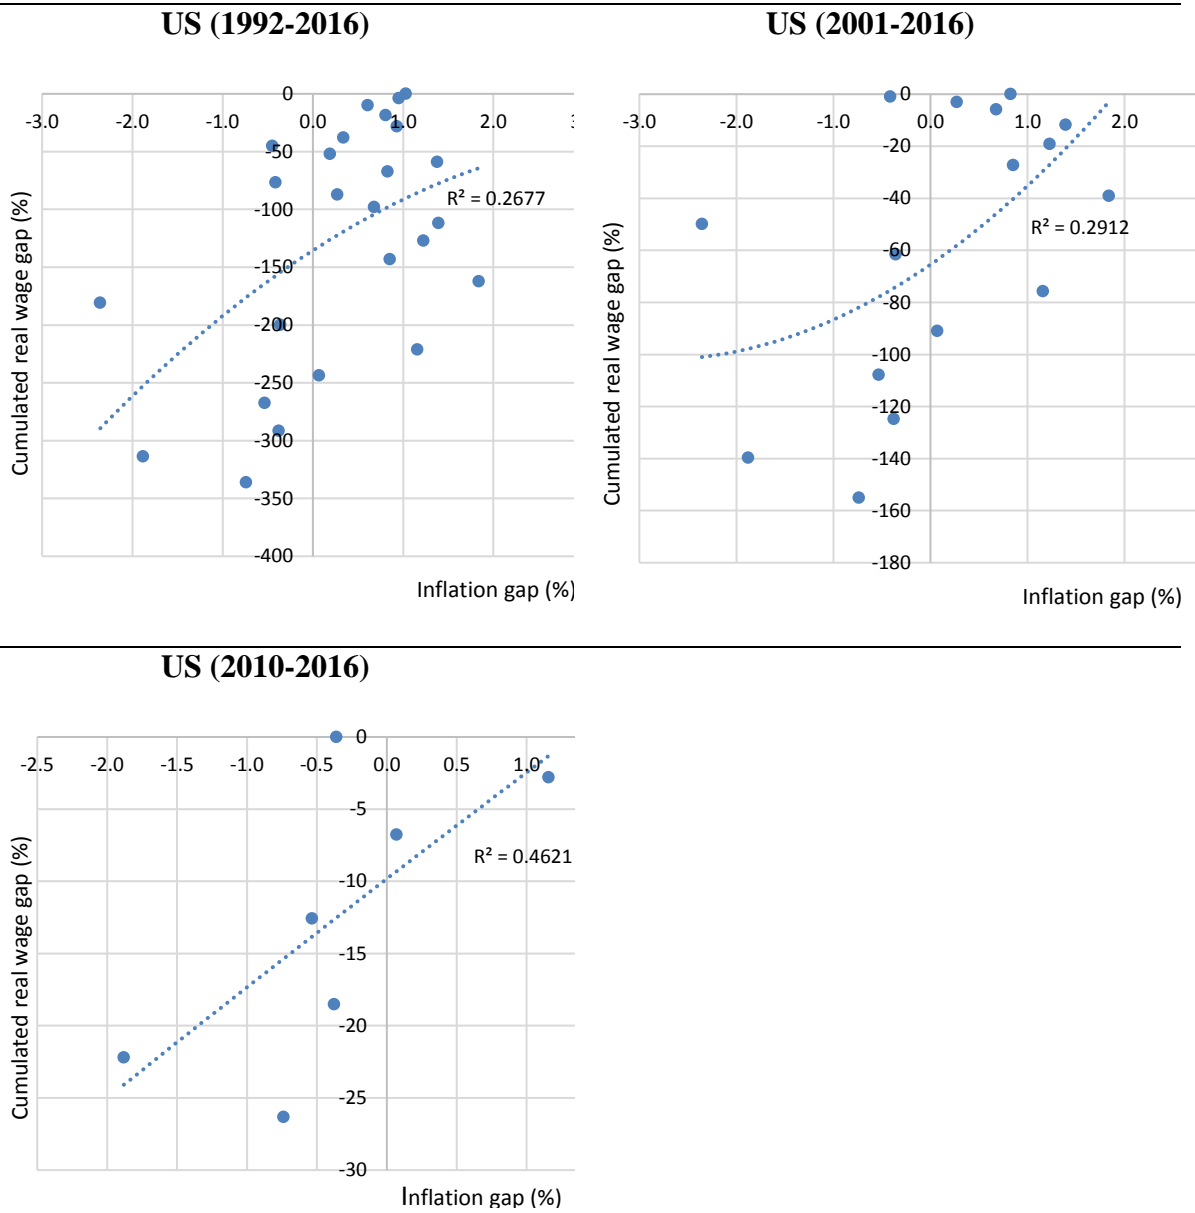 US (1992-2016)
US (2001-2016)
0
-3.0 -2.0 -1.0 0.0 1.0 2.0
-50
-100
-150
-200
-250
-300
-350
-400
R² = 0.2677
Cumulated real wage gap (%)
Inflation gap (%)
0
-3.0 -2.0 -1.0 0.0 1.0 2.0
-20
-40
-60
-80
-100
-120
-140
-160
-180
R² = 0.2912
Cumulated real wage gap (%)
Inflation gap (%)
US (2010-2016)
0
-2.5 -2.0 -1.5 -1.0 -0.5 0.0 0.5 1.0
-5
-10
-15
-20
-25
-30
R² = 0.4621
Cumulated real wage gap (%)
Inflation gap (%)